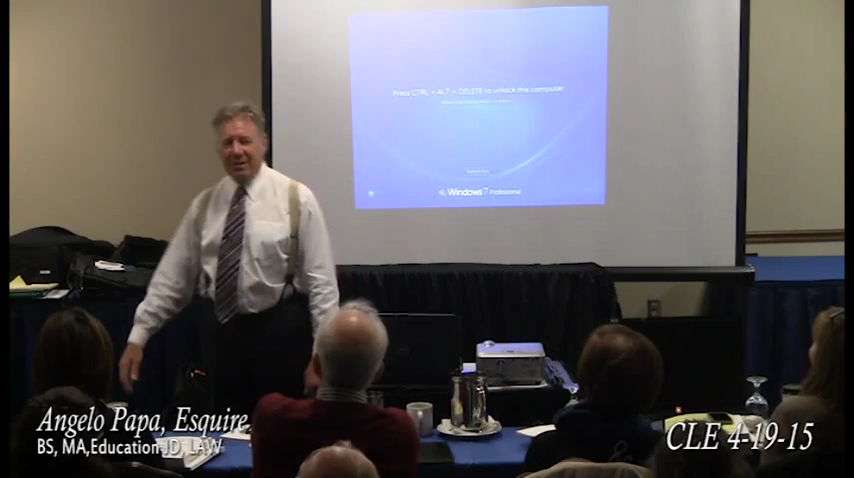 Press CTRL + ALT + DELETE to unlock this computer
Windows 7 Professional
Angelo Papa, Esquire
BS, MA,Education JD, LAW
CLE 4-19-15